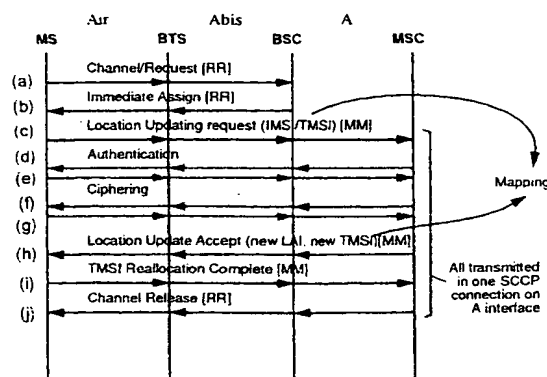 Air Abis A
MS BTS BSC MSC
(a) Channel/Request [RR]
(b) Immediate Assign [RR]
(c) Location Updating request (IMSI/TMSI) [MM]
(d) Authentication
(e)
Ciphering
(f)
(g)
Mapping
(h) Location Update Accept (new LAI, new TMSI)[MM]
(i) TMSI Reallocation Complete [MM]
(j) Channel Release [RR]
All transmitted
in one SCCP
connection on
A interface